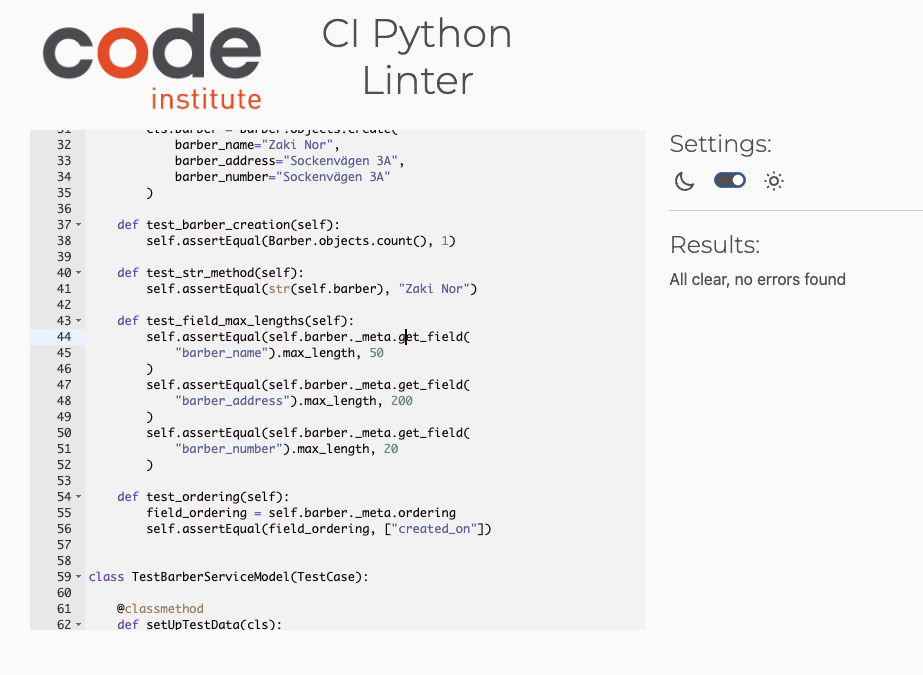 code
institute
CI Python
Linter
31 cls.barber = Barber.objects.create(
32 barber_name="Zaki Nor",
33 barber_address="Sockenvägen 3A",
34 barber_number="Sockenvägen 3A"
35 )
36
37 def test_barber_creation(self):
38 self.assertEqual(Barber.objects.count(), 1)
39
40 def test_str_method(self):
41 self.assertEqual(str(self.barber), "Zaki Nor")
42
43 def test_field_max_lengths(self):
44 self.assertEqual(self.barber._meta.get_field(
45 "barber_name").max_length, 50
46 )
47 self.assertEqual(self.barber._meta.get_field(
48 "barber_address").max_length, 200
49 )
50 self.assertEqual(self.barber._meta.get_field(
51 "barber_number").max_length, 20
52 )
53
54 def test_ordering(self):
55 field_ordering = self.barber._meta.ordering
56 self.assertEqual(field_ordering, ["created_on"])
57
58
59 class TestBarberServiceModel(TestCase):
60
61 @classmethod
62 def setUpTestData(cls):
Settings:
Results:
All clear, no errors found